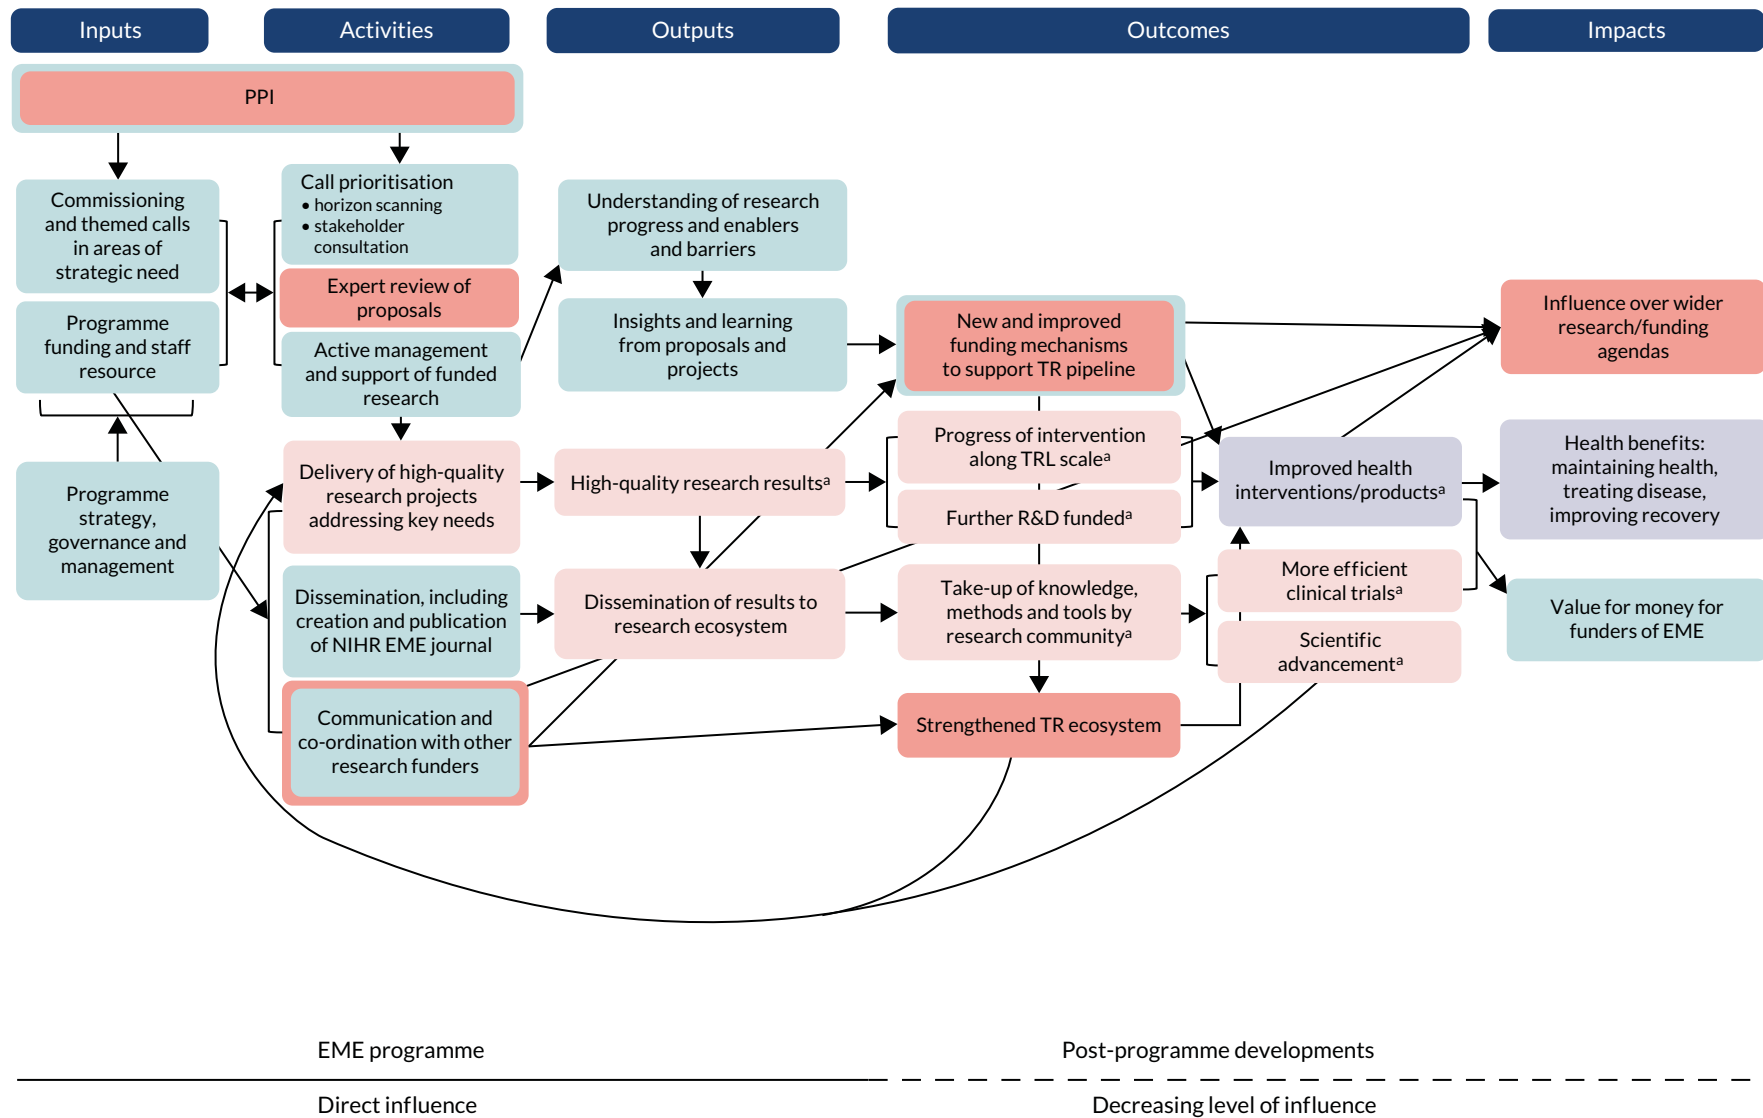 Inputs
Activities
Outputs
Outcomes
Impacts
PPI
Commissioning
and themed calls
in areas of
strategic need
Programme
funding and staff
resource
Programme
strategy,
governance and
management
Call prioritisation
• horizon scanning
• stakeholder
consultation
Expert review of
proposals
Active management
and support of funded
research
Delivery of high-quality
research projects
addressing key needs
Dissemination, including
creation and publication
of NIHR EME journal
Communication and
co-ordination with other
research funders
Understanding of research
progress and enablers
and barriers
Insights and learning
from proposals and
projects
High-quality research resultsᵃ
Dissemination of results to
research ecosystem
New and improved
funding mechanisms
to support TR pipeline
Progress of intervention
along TRL scaleᵃ
Further R&D fundedᵃ
Take-up of knowledge,
methods and tools by
research communityᵃ
Strengthened TR ecosystem
Improved health
interventions/productsᵃ
More efficient
clinical trialsᵃ
Scientific
advancementᵃ
Influence over wider
research/funding
agendas
Health benefits:
maintaining health,
treating disease,
improving recovery
Value for money for
funders of EME
EME programme
Post-programme developments
Direct influence
Decreasing level of influence